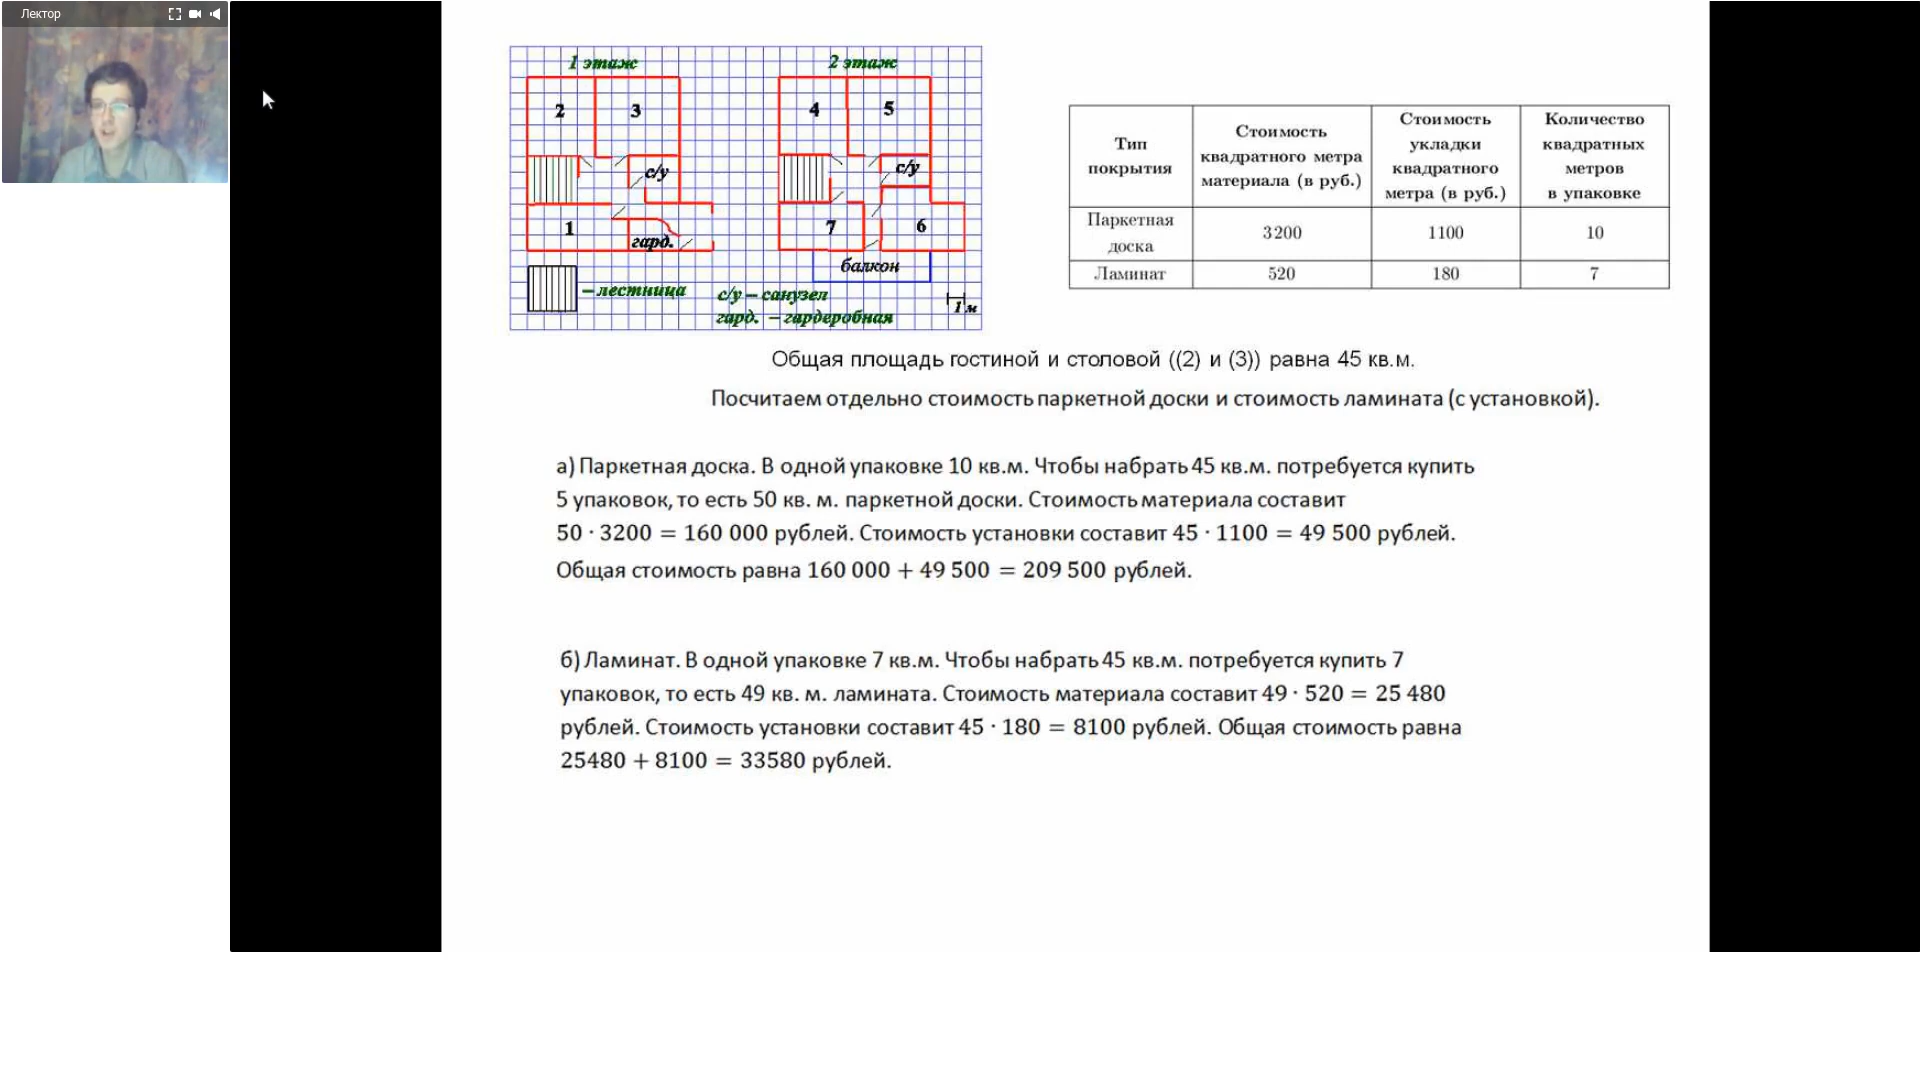 Лектор
1 этаж
2 этаж
2
3
4
5
с/у
с/у
1
гард.
7
6
балкон
– лестница
с/у – санузел
гард. – гардеробная
1 м
Тип покрытия
Стоимость квадратного метра материала (в руб.)
Стоимость укладки квадратного метра (в руб.)
Количество квадратных метров в упаковке
Паркетная доска
3200
1100
10
Ламинат
520
180
7
Общая площадь гостиной и столовой ((2) и (3)) равна 45 кв.м.
Посчитаем отдельно стоимость паркетной доски и стоимость ламината (с установкой).
а) Паркетная доска. В одной упаковке 10 кв.м. Чтобы набрать 45 кв.м. потребуется купить
5 упаковок, то есть 50 кв. м. паркетной доски. Стоимость материала составит
50 · 3200 = 160 000 рублей. Стоимость установки составит 45 · 1100 = 49 500 рублей.
Общая стоимость равна 160 000 + 49 500 = 209 500 рублей.
б) Ламинат. В одной упаковке 7 кв.м. Чтобы набрать 45 кв.м. потребуется купить 7
упаковок, то есть 49 кв. м. ламината. Стоимость материала составит 49 · 520 = 25 480
рублей. Стоимость установки составит 45 · 180 = 8100 рублей. Общая стоимость равна
25480 + 8100 = 33580 рублей.